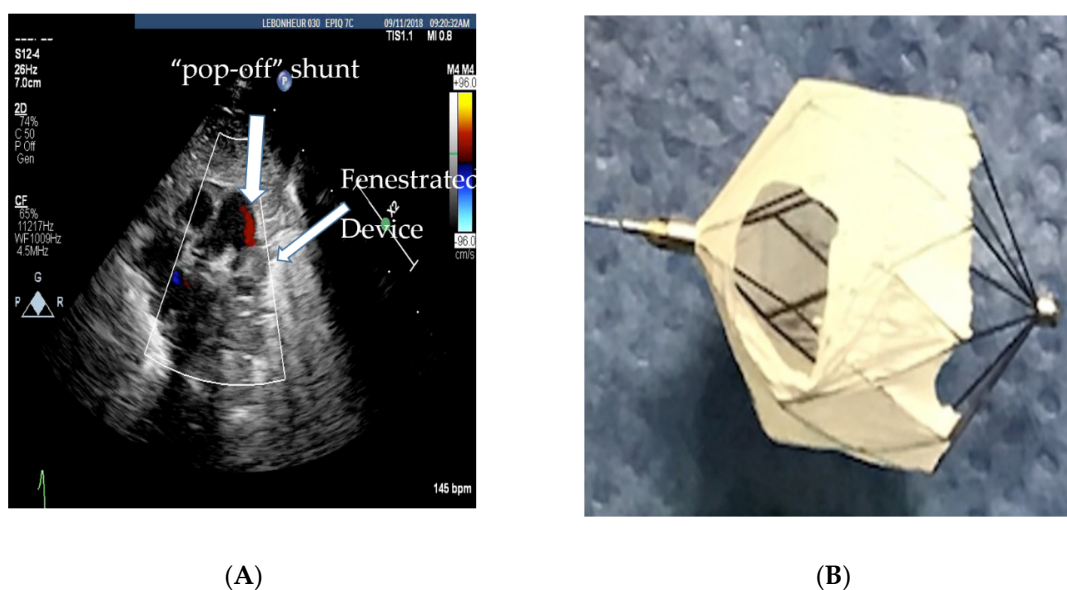 LEBONHEUR 030 EPIQ 7C 09/11/2018 09:20:32AM
TIS1.1 MI 0.8
S12-4
26Hz
7.0cm
M4 M4
+96.0
"pop-off" shunt
P
2D
74%
C 50
P Off
Gen
CF
65%
11217Hz
WF1009Hz
4.5MHz
Fenestrated
Device
X2
-96.0
cm/s
G
P R
145 bpm
(A) (B)